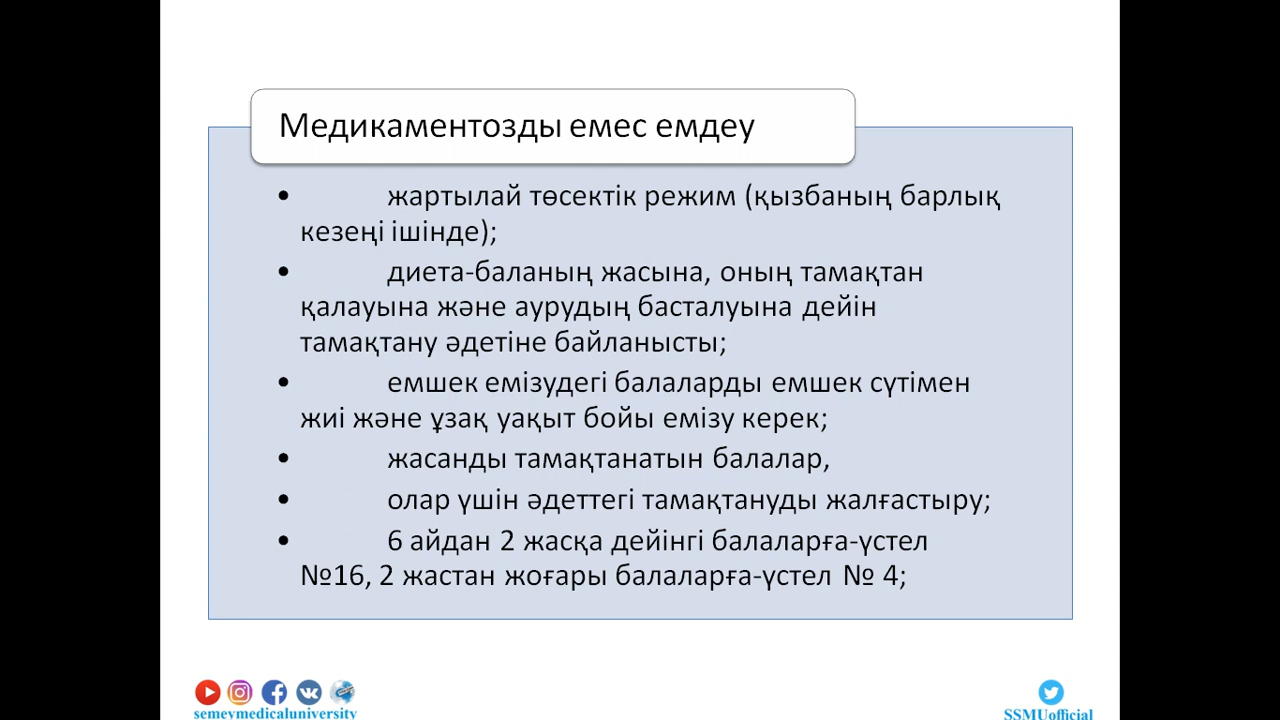 Медикаментозды емес емдеу
• жартылай төсектік режим (қызбаның барлық
кезеңі ішінде);
• диета-баланың жасына, оның тамақтан
қалауына және аурудың басталуына дейін
тамақтану әдетіне байланысты;
• емшек емізудегі балаларды емшек сүтімен
жиі және ұзақ уақыт бойы емізу керек;
• жасанды тамақтанатын балалар,
• олар үшін әдеттегі тамақтануды жалғастыру;
• 6 айдан 2 жасқа дейінгі балаларға-үстел
№16, 2 жастан жоғары балаларға-үстел № 4;
semeymedicaluniversity
SSMUofficial